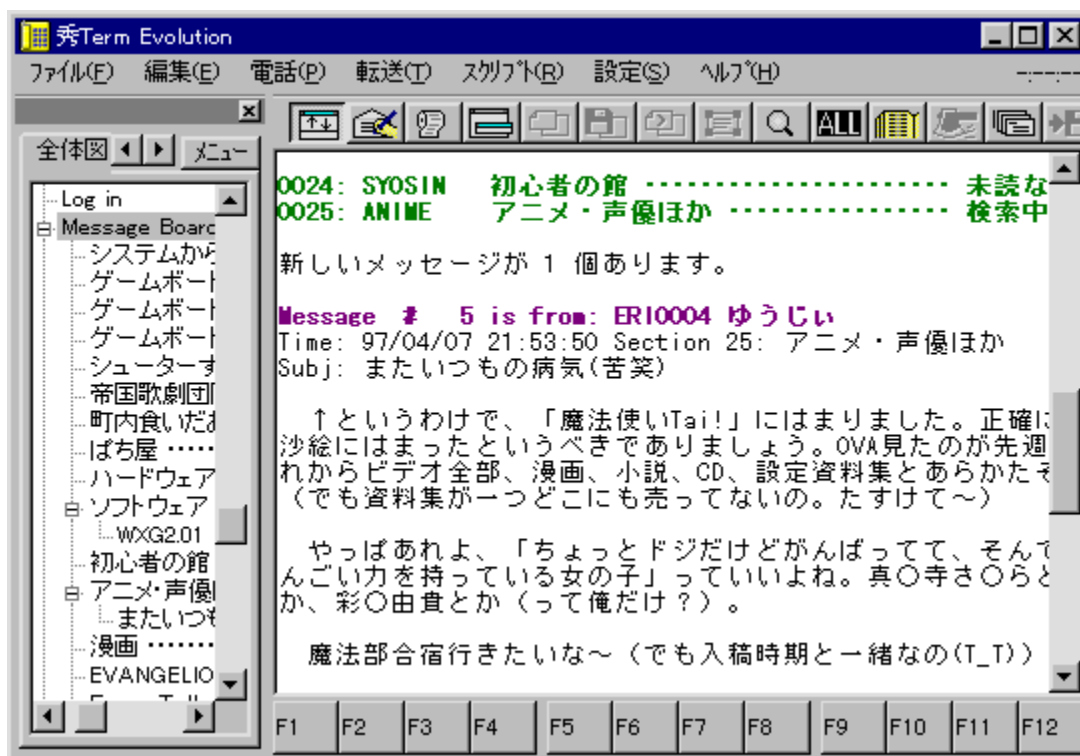 秀Term Evolution
ファイル(F) 編集(E) 電話(P) 転送(T) スクリプト(R) 設定(S) ヘルプ(H) --:--:--
全体図 メニュー
ALL
Log in
Message Board
システムから
ゲームボード
ゲームボード
ゲームボード
シューターす
帝国歌劇団
町内食いだお
ぱち屋 ……
ハードウェア
ソフトウェア
WXG2.01
初心者の館
アニメ・声優
またいつも
漫画 ………
EVANGELIO
0024: SYOSIN 初心者の館 …………………… 未読な
0025: ANIME アニメ・声優ほか ……………… 検索中
新しいメッセージが 1 個あります。
Message # 5 is from: ERI0004 ゆうじい
Time: 97/04/07 21:53:50 Section 25: アニメ・声優ほか
Subj: またいつもの病気(苦笑)
↑というわけで、「魔法使いTai!」にはまりました。正確に
沙絵にはまったというべきでありましょう。OVA見たのが先週
れからビデオ全部、漫画、小説、CD、設定資料集とあらかたそ
(でも資料集が一つどこにも売ってないの。たすけて～)
やっぱあれよ、「ちょっとドジだけどがんばってて、そんで
んごい力を持っている女の子」っていいよね。真○寺さ○らと
か、彩○由貴とか(って俺だけ?)。
魔法部合宿行きたいな～(でも入稿時期と一緒なの(T_T))
F1 F2 F3 F4 F5 F6 F7 F8 F9 F10 F11 F12